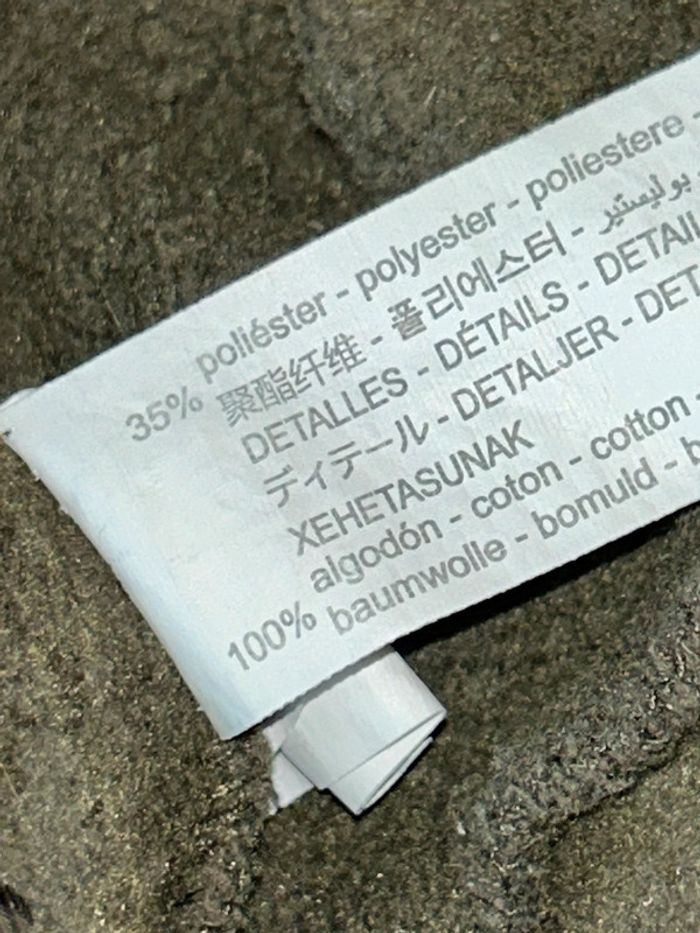 35% poliéster - polyester - poliestere -
聚酯纤维 - 폴리에스터 - بوليستير
DETALLES - DÉTAILS - DETAIL
ディテール - DETALJER - DET
XEHETASUNAK
algodón - coton - cotton
100% baumwolle - bomuld - b